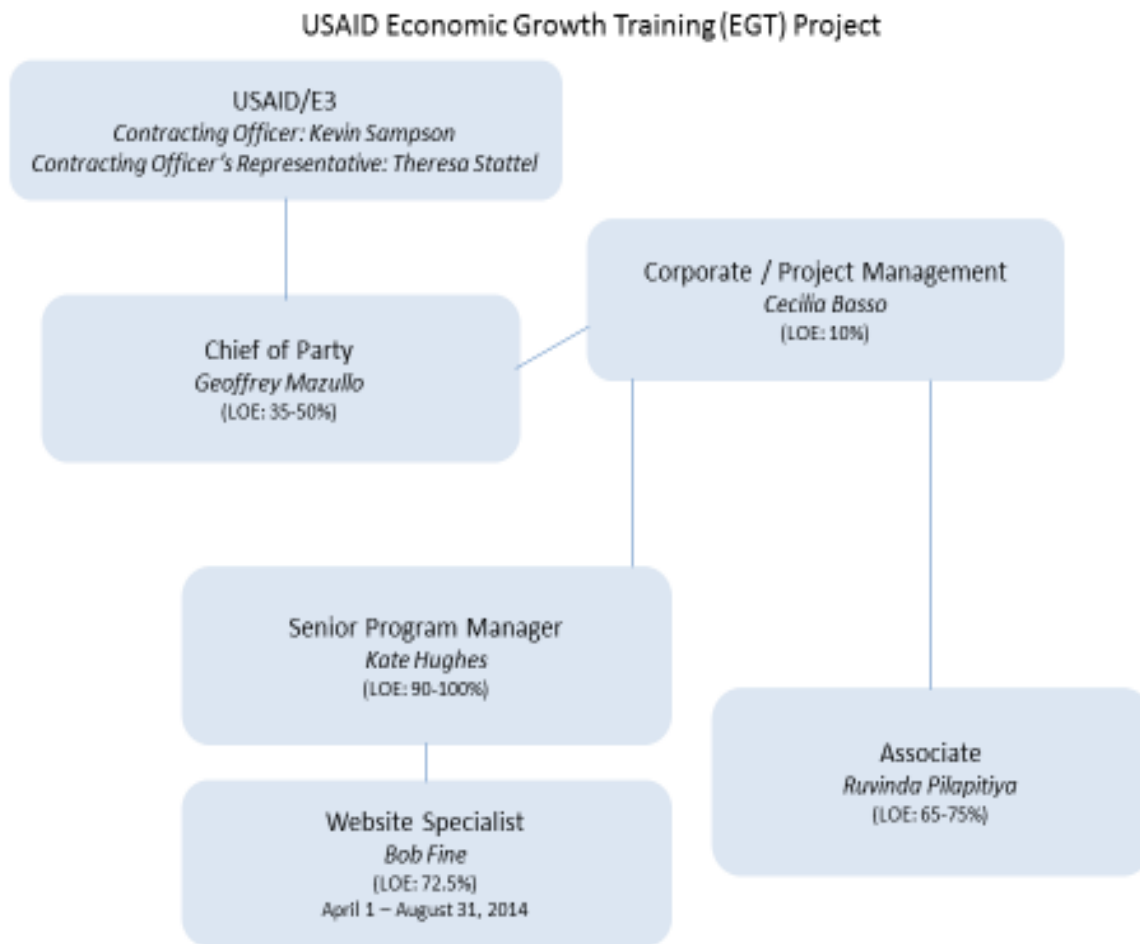 USAID Economic Growth Training (EGT) Project
USAID/E3
Contracting Officer: Kevin Sampson
Contracting Officer's Representative: Theresa Stattel
Corporate / Project Management
Cecilia Basso
(LOE: 10%)
Chief of Party
Geoffrey Mazullo
(LOE: 35-50%)
Senior Program Manager
Kate Hughes
(LOE: 90-100%)
Associate
Ruvinda Pilapitiya
(LOE: 65-75%)
Website Specialist
Bob Fine
(LOE: 72.5%)
April 1 – August 31, 2014